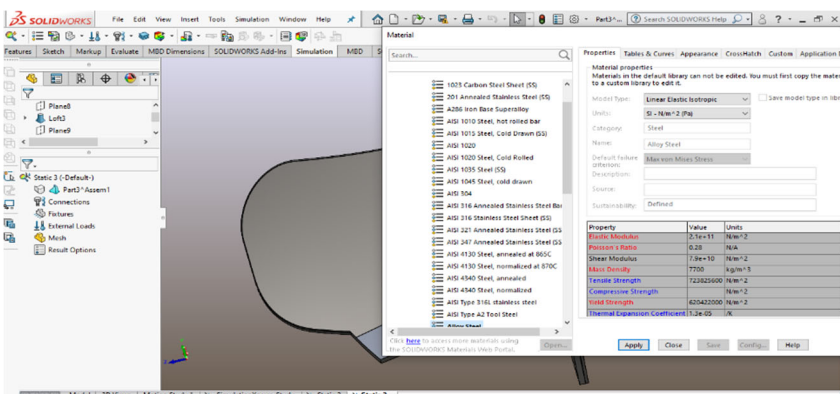 SOLIDWORKS File Edit View Insert Tools Simulation Window Help Part3^... Search SOLIDWORKS Help
Features Sketch Markup Evaluate MBD Dimensions SOLIDWORKS Add-Ins Simulation MBD
Plane8
Loft3
Plane9
Static 3 (-Default-)
Part3^Assem1
Connections
Fixtures
External Loads
Mesh
Result Options
Material
Search...
1023 Carbon Steel Sheet (SS)
201 Annealed Stainless Steel (SS)
A286 Iron Base Superalloy
AISI 1010 Steel, hot rolled bar
AISI 1015 Steel, Cold Drawn (SS)
AISI 1020
AISI 1020 Steel, Cold Rolled
AISI 1035 Steel (SS)
AISI 1045 Steel, cold drawn
AISI 304
AISI 316 Annealed Stainless Steel Bar
AISI 316 Stainless Steel Sheet (SS)
AISI 321 Annealed Stainless Steel (SS
AISI 347 Annealed Stainless Steel (SS
AISI 4130 Steel, annealed at 865C
AISI 4130 Steel, normalized at 870C
AISI 4340 Steel, annealed
AISI 4340 Steel, normalized
AISI Type 316L stainless steel
AISI Type A2 Tool Steel
Alloy Steel
Click here to access more materials using
the SOLIDWORKS Materials Web Portal.
Open...
Properties Tables & Curves Appearance CrossHatch Custom Application
Material properties
Materials in the default library can not be edited. You must first copy the mate
to a custom library to edit it.
Model Type: Linear Elastic Isotropic Save model type in libr
Units: SI - N/m^2 (Pa)
Category: Steel
Name: Alloy Steel
Default failure criterion: Max von Mises Stress
Description:
Source:
Sustainability: Defined
Property Value Units
Elastic Modulus 2.1e+11 N/m^2
Poisson's Ratio 0.28 N/A
Shear Modulus 7.9e+10 N/m^2
Mass Density 7700 kg/m^3
Tensile Strength 723825600 N/m^2
Compressive Strength N/m^2
Yield Strength 620422000 N/m^2
Thermal Expansion Coefficient 1.3e-05 /K
Apply Close Save Config... Help